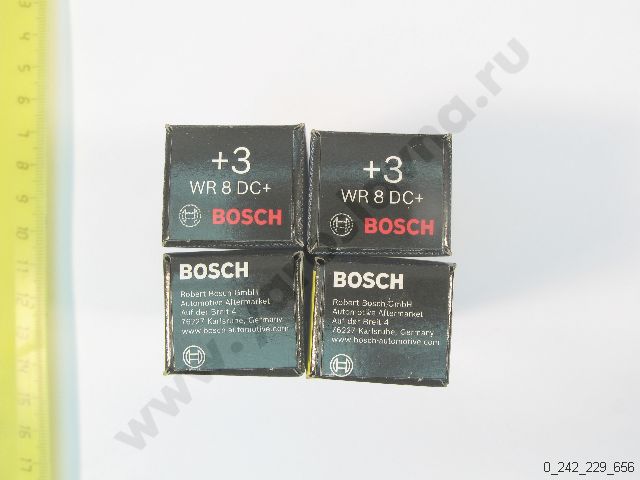 +3
WR 8 DC+
BOSCH
+3
WR 8 DC+
BOSCH
BOSCH
Robert Bosch GmbH
Automotive Aftermarket
Auf der Breit 4
76227 Karlsruhe, Germany
www.bosch-automotive.com
BOSCH
Robert Bosch GmbH
Automotive Aftermarket
Auf der Breit 4
76227 Karlsruhe, Germany
www.bosch-automotive.com
0_242_229_656